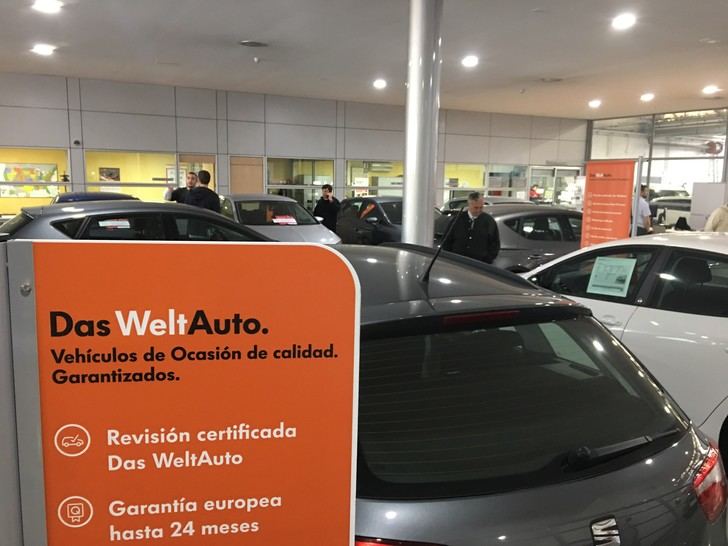 Das WeltAuto.
Vehículos de Ocasión de calidad.
Garantizados.
Revisión certificada
Das WeltAuto
Garantía europea
hasta 24 meses